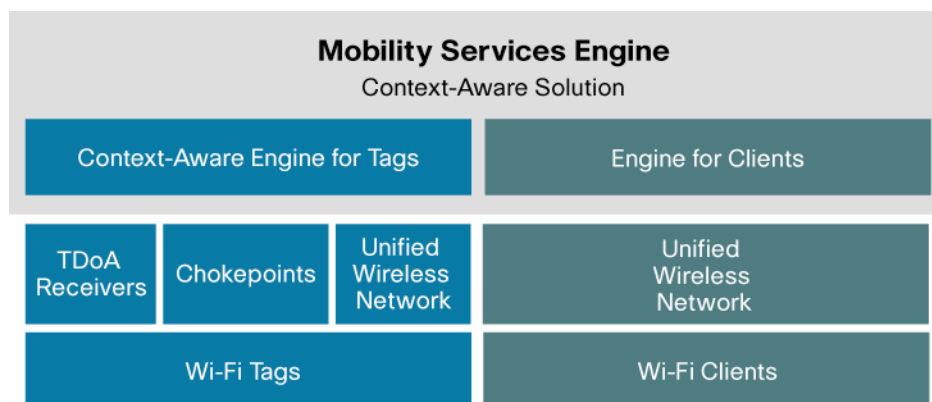 Mobility Services Engine
Context-Aware Solution
Context-Aware Engine for Tags
Engine for Clients
TDoA
Receivers
Chokepoints
Unified
Wireless
Network
Unified
Wireless
Network
Wi-Fi Tags
Wi-Fi Clients